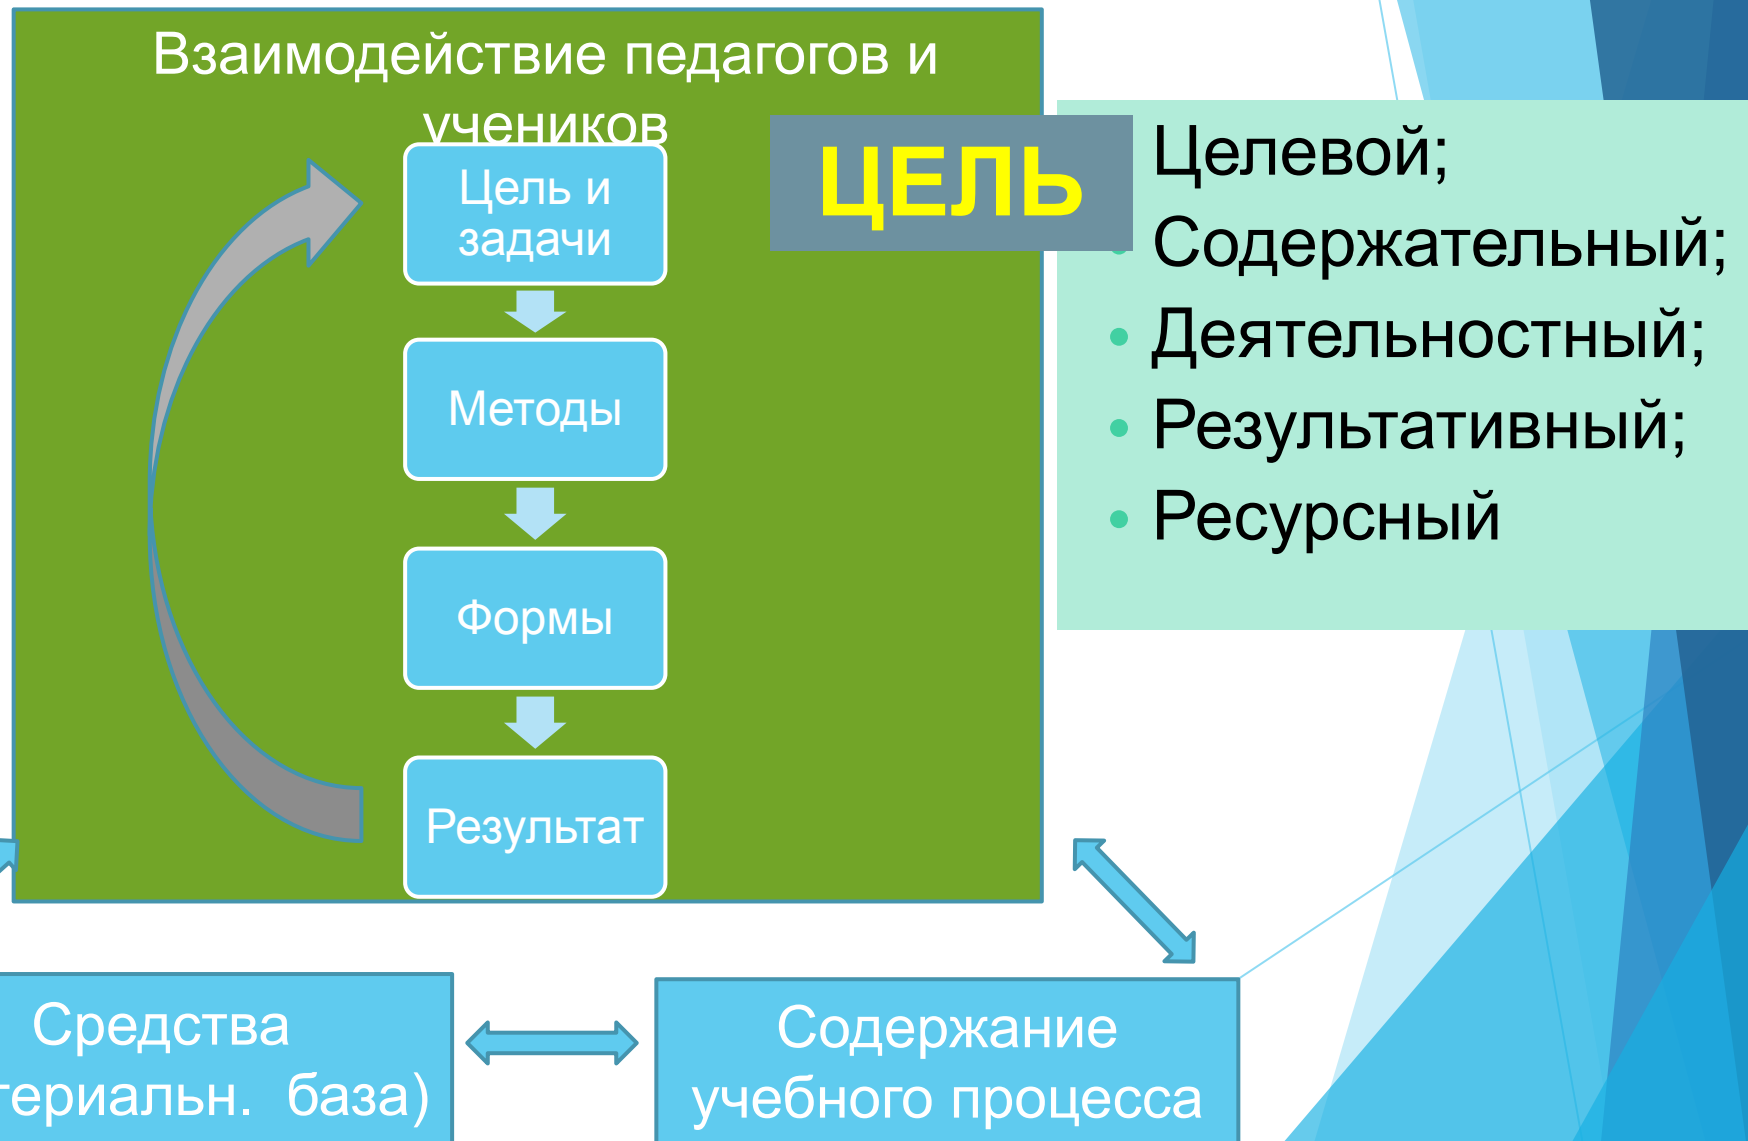 Взаимодействие педагогов и
учеников
Цель и
задачи
Методы
Формы
Результат
ЦЕЛЬ
Целевой;
• Содержательный;
• Деятельностный;
• Результативный;
• Ресурсный
Средства
база)
Содержание
учебного процесса